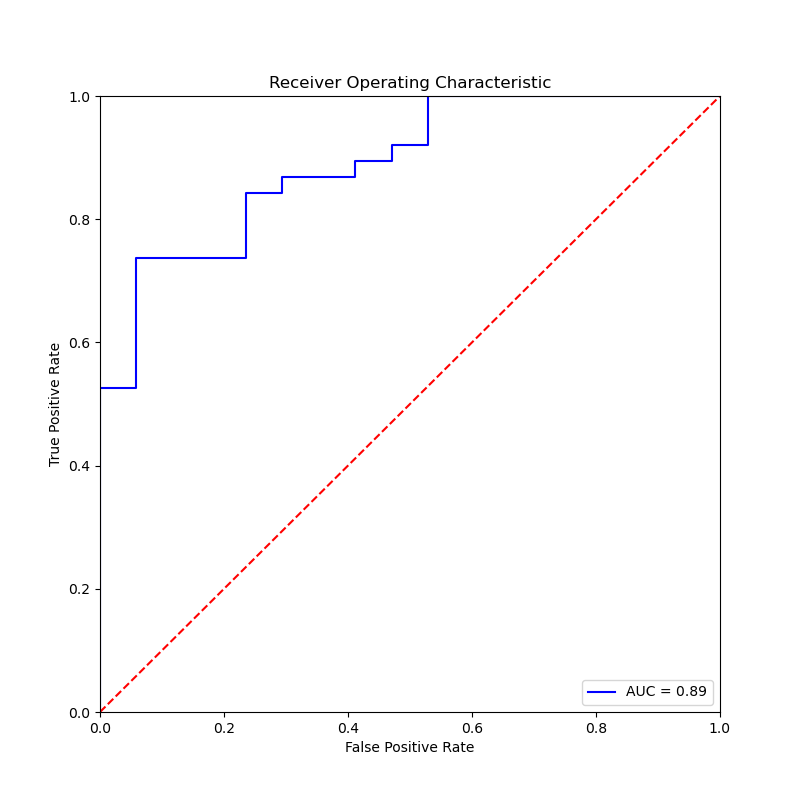 Receiver Operating Characteristic
1.0
0.8
0.6
0.4
0.2
0.0
True Positive Rate
AUC = 0.89
0.0 0.2 0.4 0.6 0.8 1.0
False Positive Rate